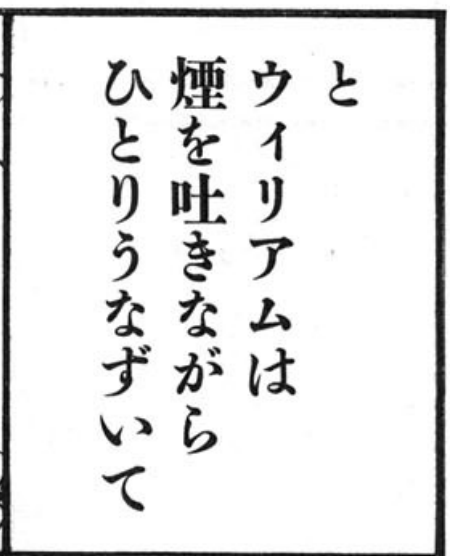 と
ウィリアムは
煙を吐きながら
ひとりうなずいて